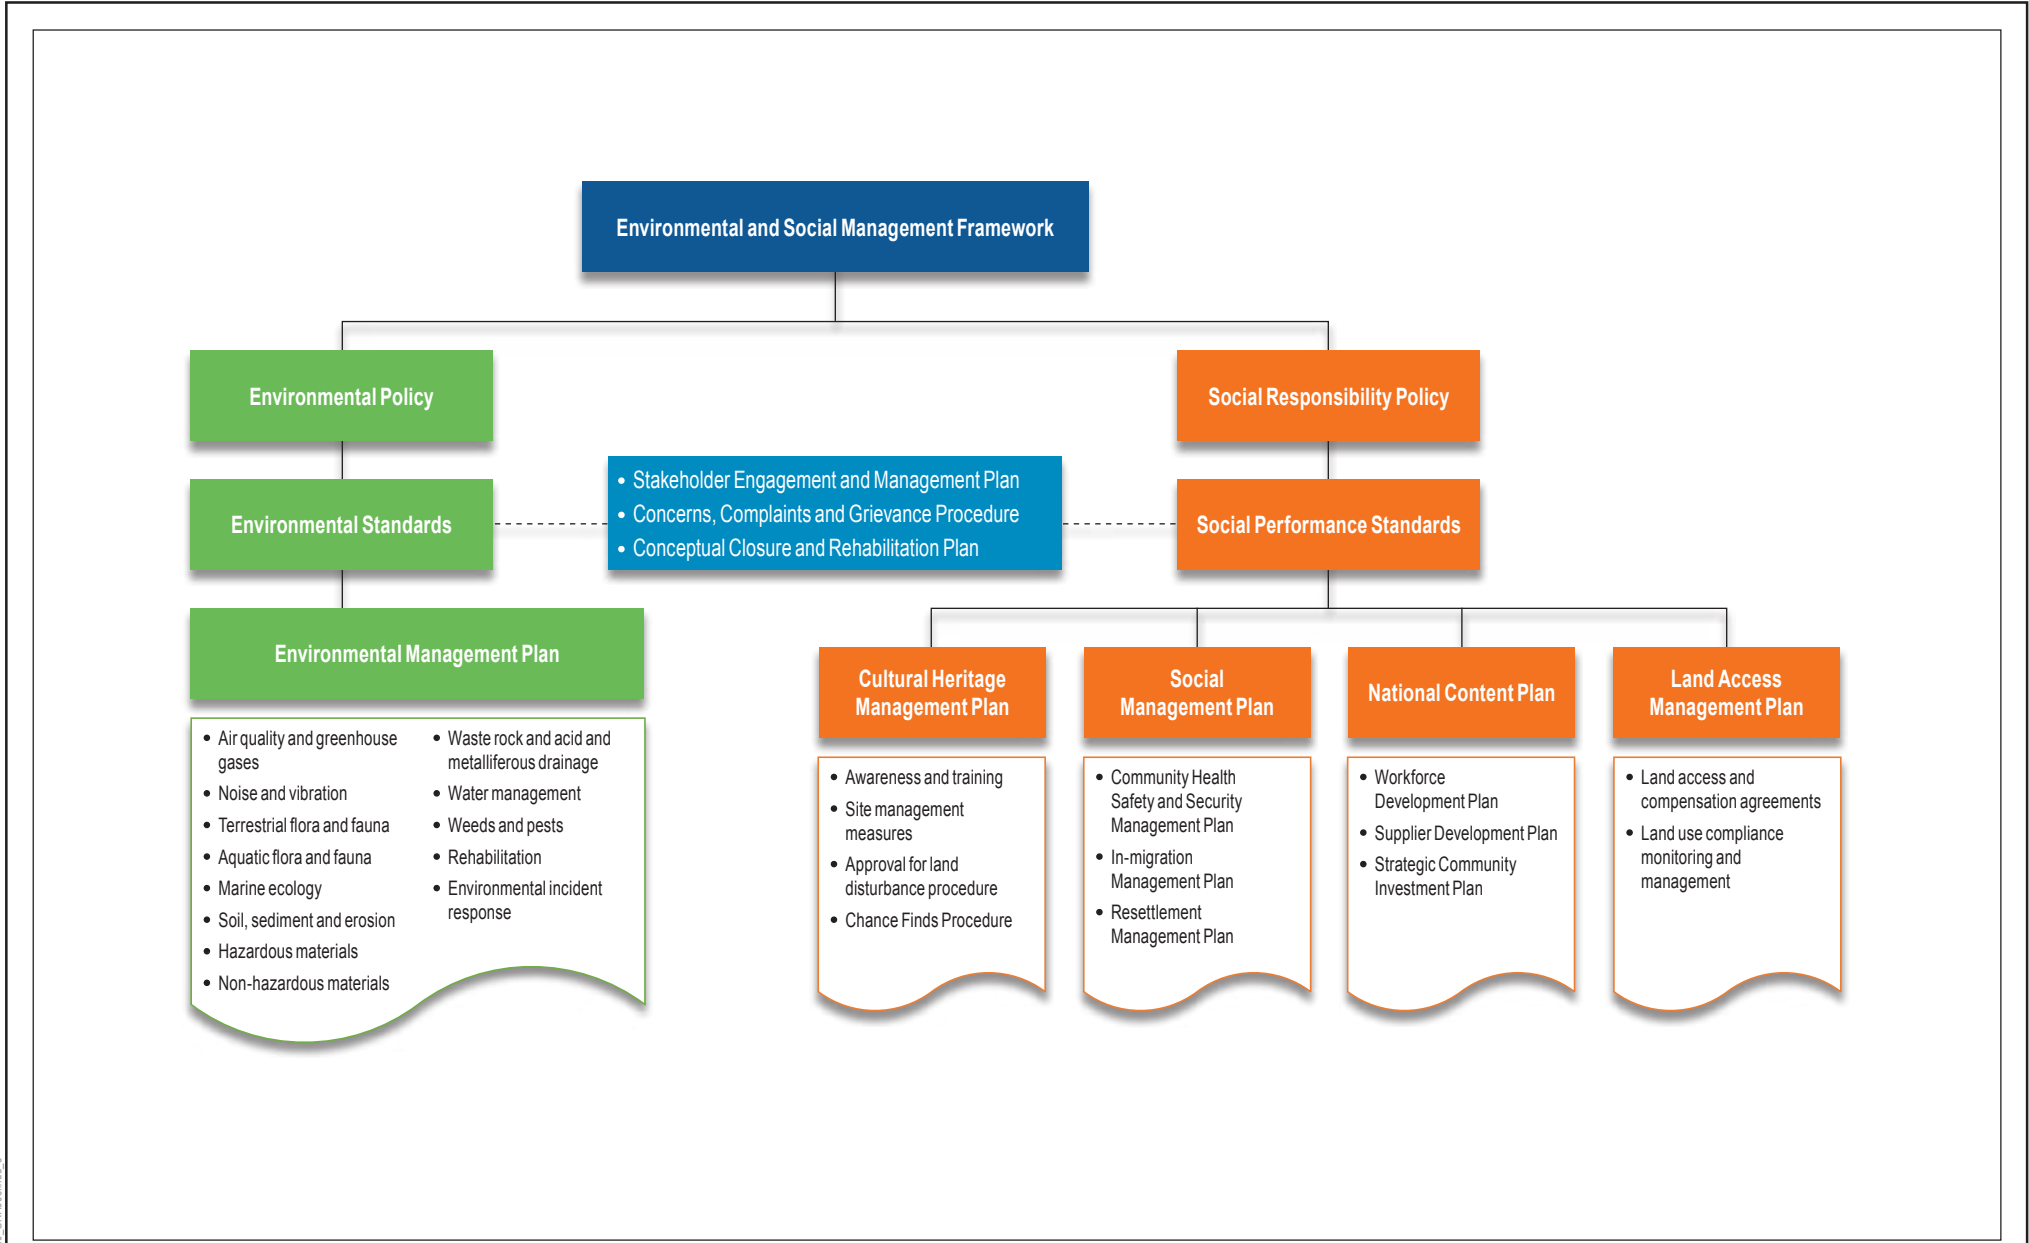 Environmental and Social Management Framework
Environmental Policy
Social Responsibility Policy
Environmental Standards
• Stakeholder Engagement and Management Plan
• Concerns, Complaints and Grievance Procedure
• Conceptual Closure and Rehabilitation Plan
Social Performance Standards
Environmental Management Plan
• Air quality and greenhouse
gases
• Noise and vibration
• Terrestrial flora and fauna
• Aquatic flora and fauna
• Marine ecology
• Soil, sediment and erosion
• Hazardous materials
• Non-hazardous materials
• Waste rock and acid and
metalliferous drainage
• Water management
• Weeds and pests
• Rehabilitation
• Environmental incident
response
Cultural Heritage
Management Plan
• Awareness and training
• Site management
measures
• Approval for land
disturbance procedure
• Chance Finds Procedure
Social
Management Plan
• Community Health
Safety and Security
Management Plan
• In-migration
Management Plan
• Resettlement
Management Plan
National Content Plan
• Workforce
Development Plan
• Supplier Development Plan
• Strategic Community
Investment Plan
Land Access
Management Plan
• Land access and
compensation agreements
• Land use compliance
monitoring and
management